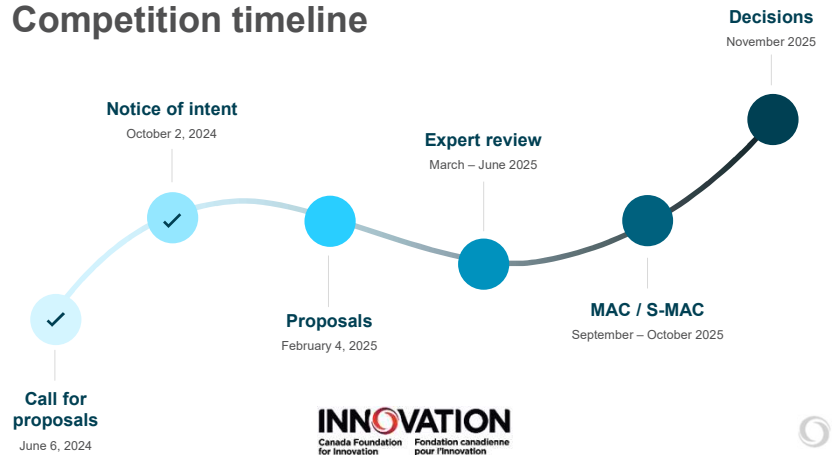 Competition timeline
Decisions
November 2025
Notice of intent
October 2, 2024
Expert review
March – June 2025
Proposals
February 4, 2025
MAC / S-MAC
September – October 2025
Call for
proposals
June 6, 2024
INNOVATION
Canada Foundation
for Innovation
Fondation canadienne
pour l'innovation